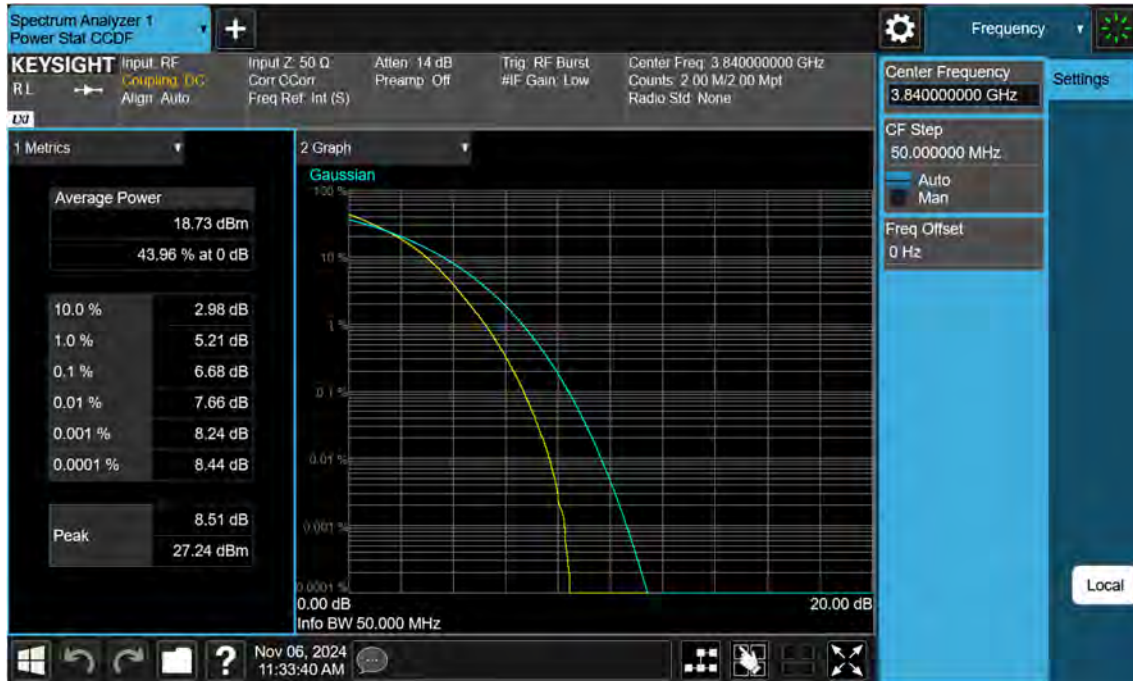 Spectrum Analyzer 1
Power Stat CCDF
+
Frequency
KEYSIGHT
RL
LXI
Input: RF
Coupling: DC
Align: Auto
Input Z: 50 Ω
Corr CCorr
Freq Ref: Int (S)
Atten: 14 dB
Preamp: Off
Trig: RF Burst
#IF Gain: Low
Center Freq: 3.840000000 GHz
Counts: 2.00 M/2.00 Mpt
Radio Std: None
Center Frequency
3.840000000 GHz
Settings
CF Step
50.000000 MHz
Auto
Man
Freq Offset
0 Hz
1 Metrics
Average Power
18.73 dBm
43.96 % at 0 dB
10.0 % 2.98 dB
1.0 % 5.21 dB
0.1 % 6.68 dB
0.01 % 7.66 dB
0.001 % 8.24 dB
0.0001 % 8.44 dB
Peak
8.51 dB
27.24 dBm
2 Graph
Gaussian
100 %
10 %
1 %
0.1 %
0.01 %
0.001 %
0.0001 %
0.00 dB
20.00 dB
Info BW 50.000 MHz
Local
?
Nov 06, 2024
11:33:40 AM